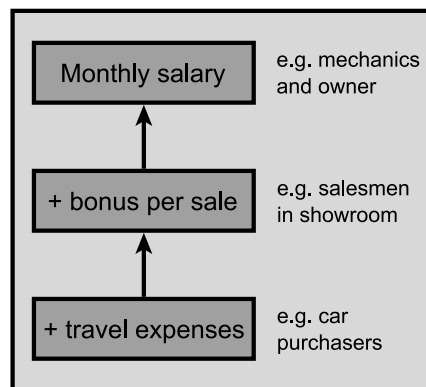 Monthly salary
e.g. mechanics
and owner
+ bonus per sale
e.g. salesmen
in showroom
+ travel expenses
e.g. car
purchasers